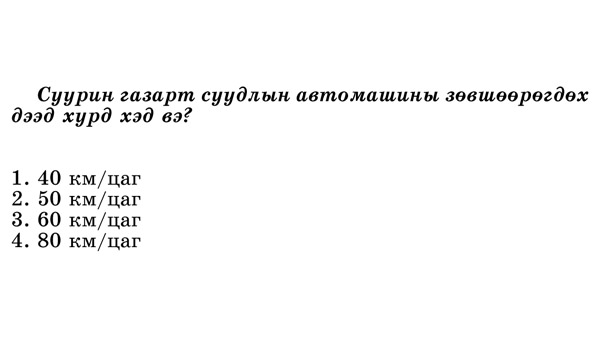 Суурин газарт суудлын автомашины зөвшөөрөгдөх
дээд хурд хэд вэ?
1. 40 км/цаг
2. 50 км/цаг
3. 60 км/цаг
4. 80 км/цаг